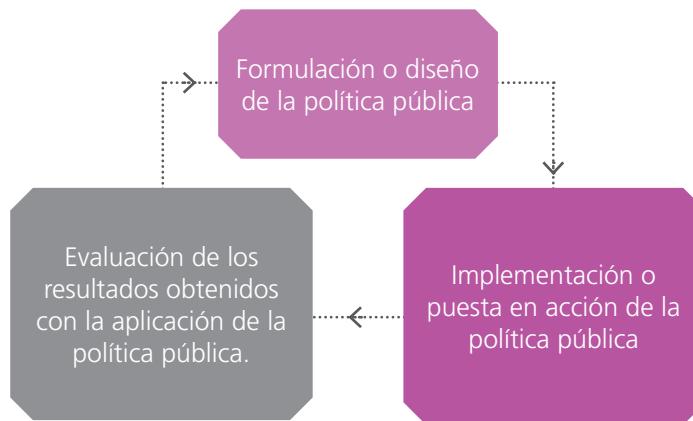 Formulación o diseño
de la política pública
Implementación o
puesta en acción de la
política pública
Evaluación de los
resultados obtenidos
con la aplicación de la
política pública.